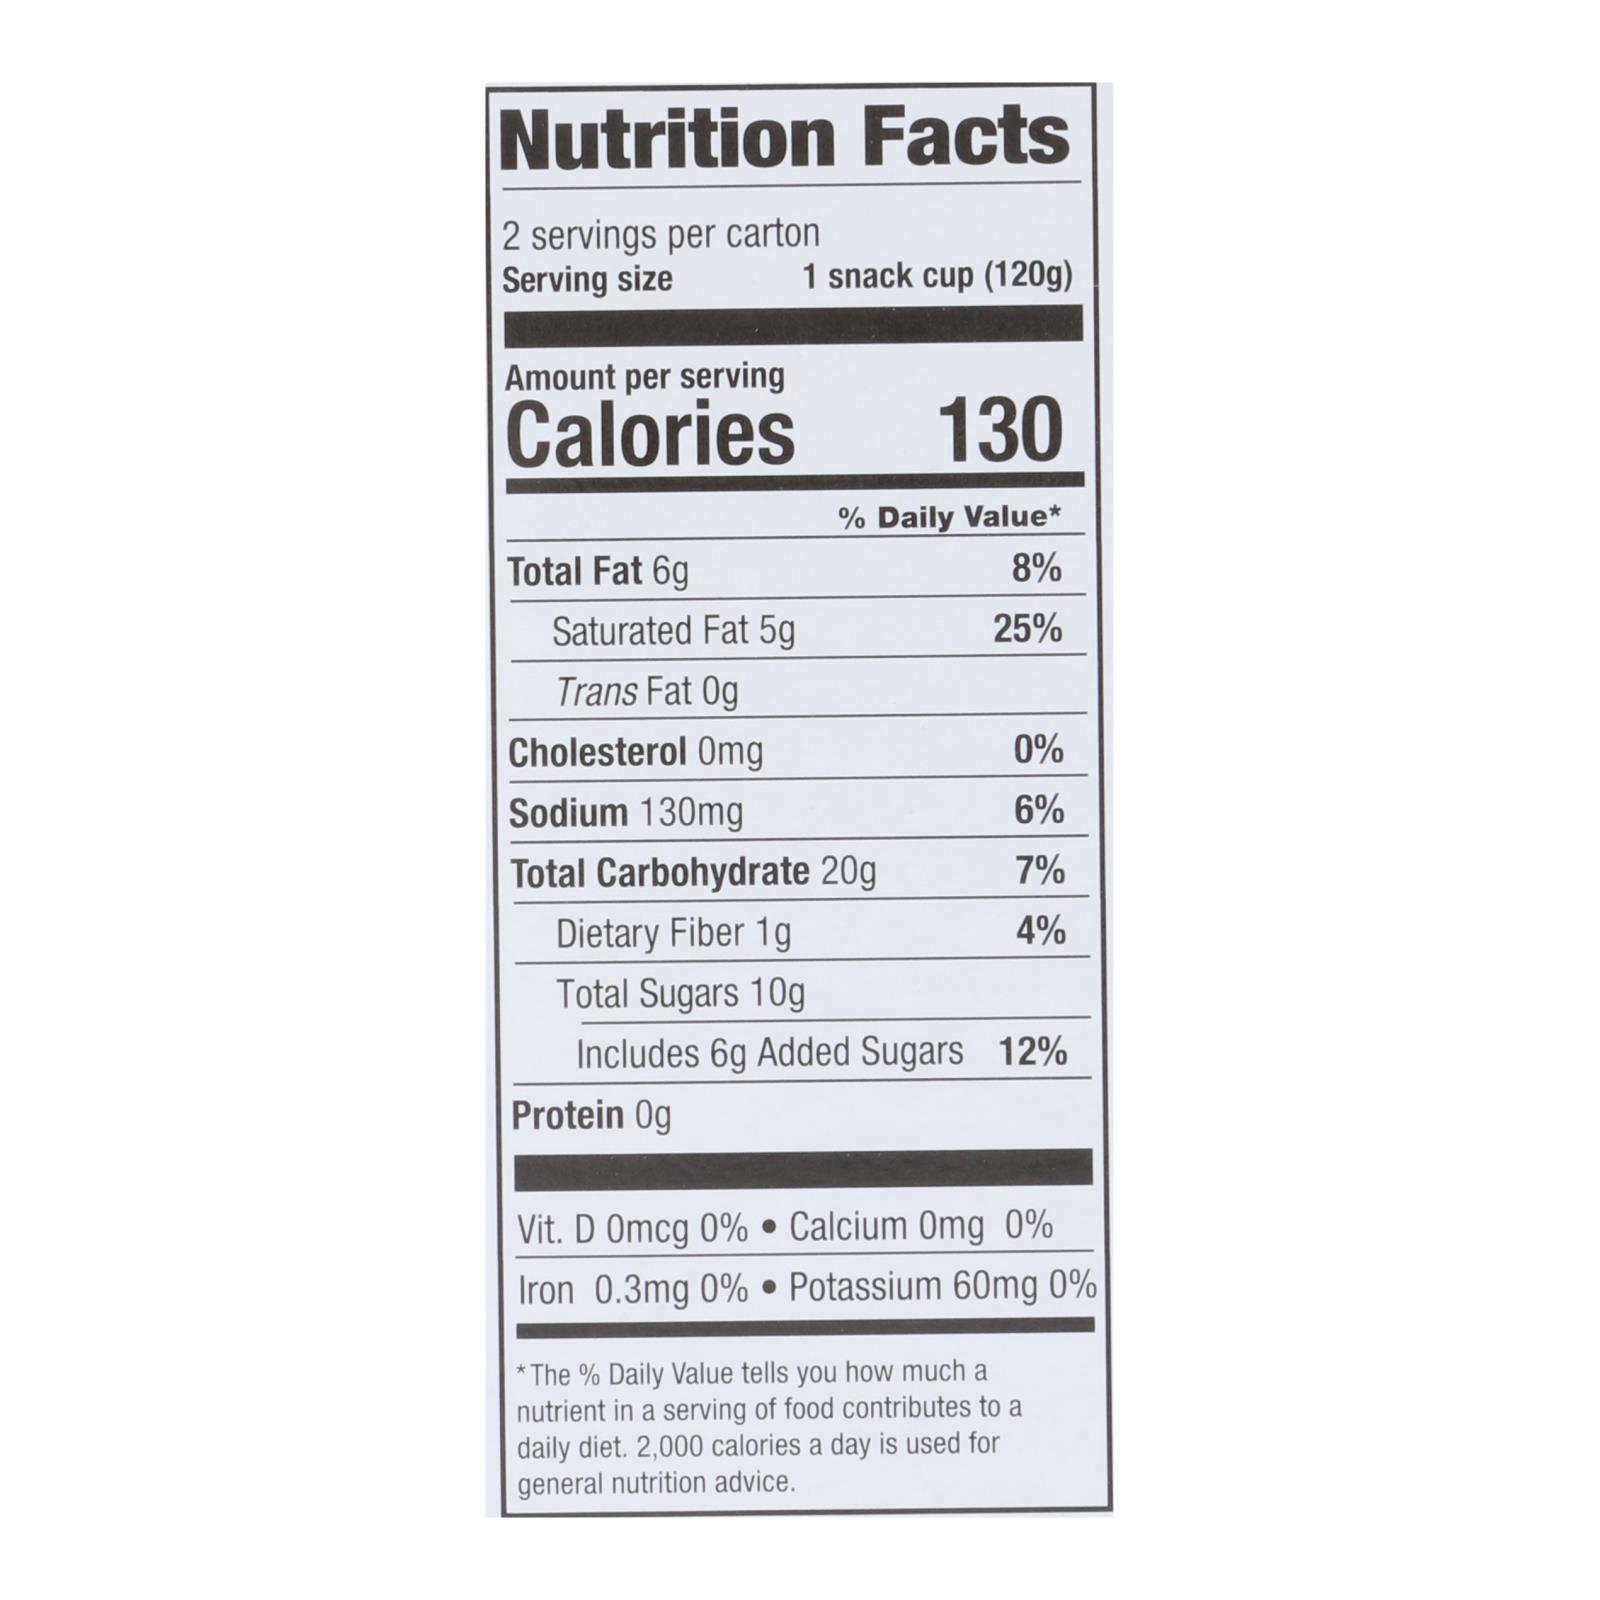 Nutrition Facts
2 servings per carton
Serving size 1 snack cup (120g)
Amount per serving
Calories 130
% Daily Value*
Total Fat 6g 8%
Saturated Fat 5g 25%
Trans Fat 0g
Cholesterol 0mg 0%
Sodium 130mg 6%
Total Carbohydrate 20g 7%
Dietary Fiber 1g 4%
Total Sugars 10g
Includes 6g Added Sugars 12%
Protein 0g
Vit. D 0mcg 0% • Calcium 0mg 0%
Iron 0.3mg 0% • Potassium 60mg 0%
*The % Daily Value tells you how much a
nutrient in a serving of food contributes to a
daily diet. 2,000 calories a day is used for
general nutrition advice.